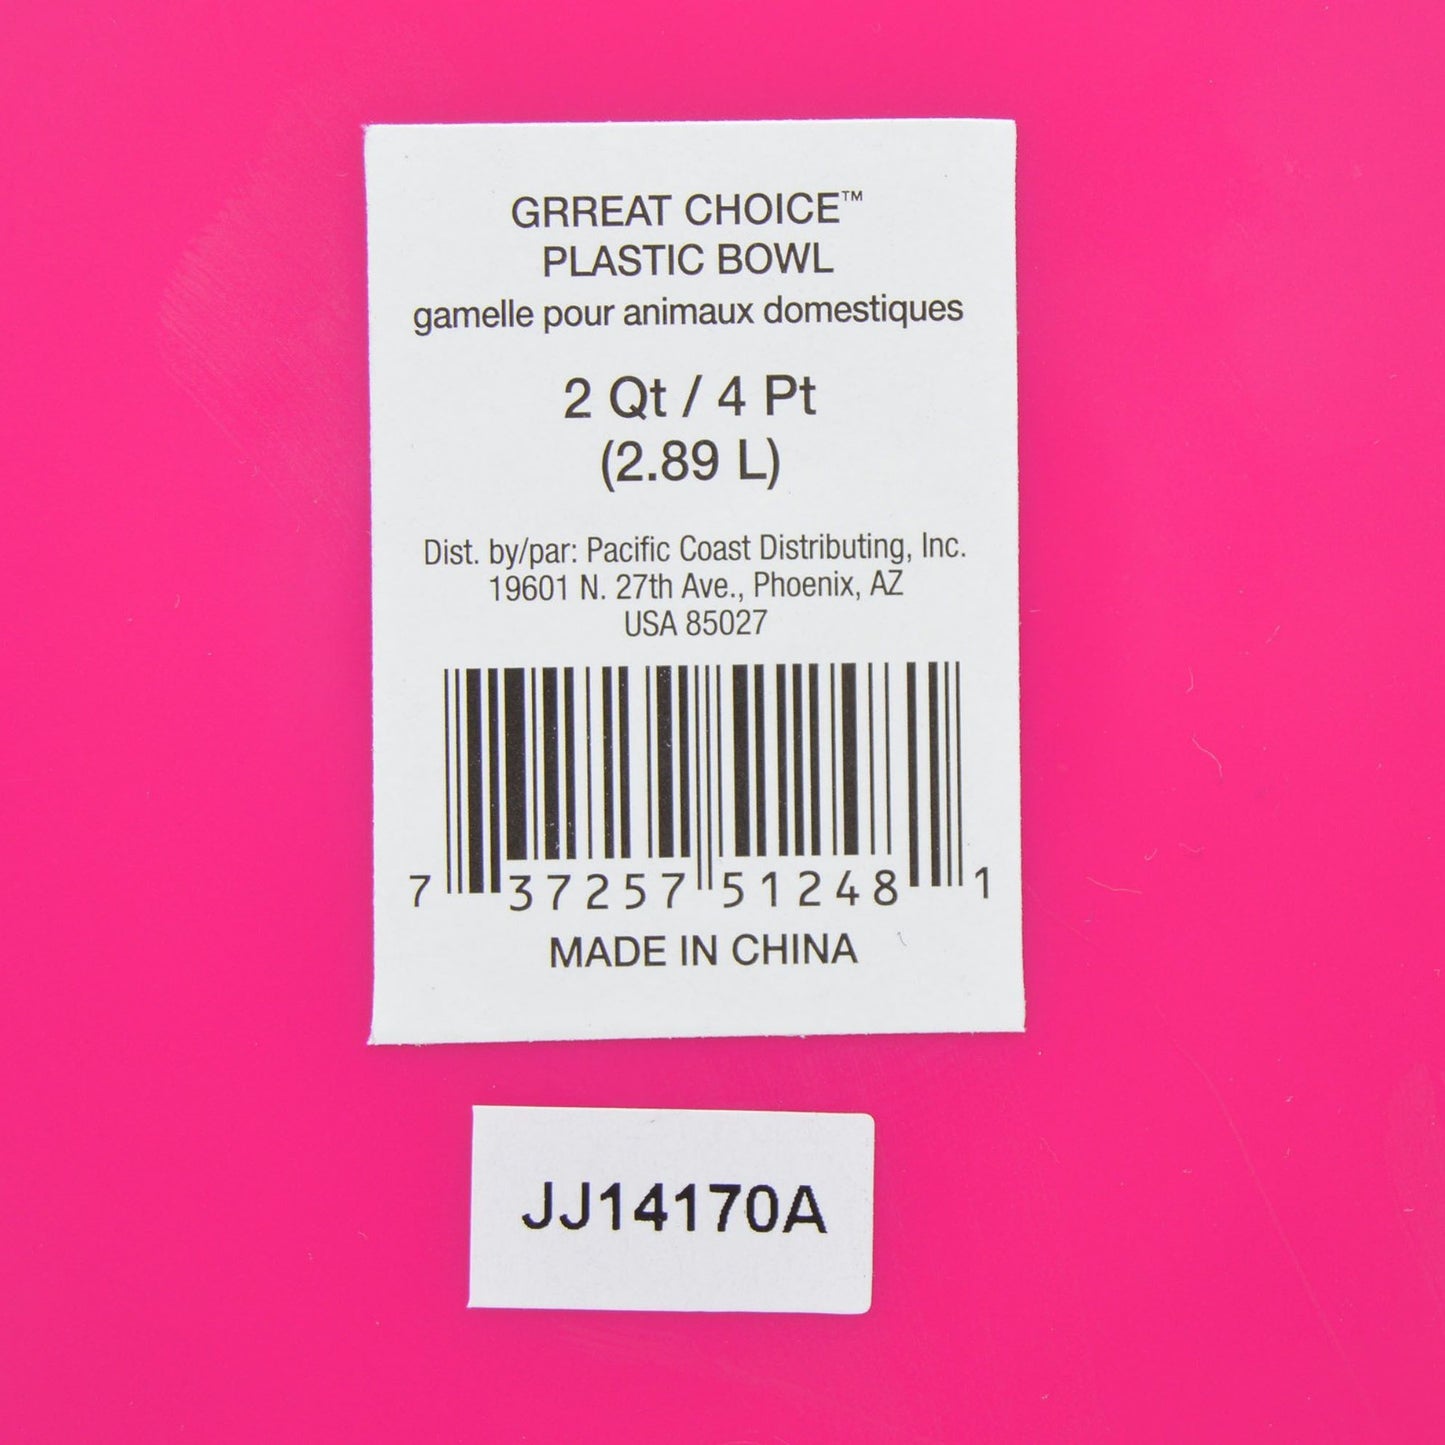 GRREAT CHOICE™
PLASTIC BOWL
gamelle pour animaux domestiques
2 Qt / 4 Pt
(2.89 L)
Dist. by/par: Pacific Coast Distributing, Inc.
19601 N. 27th Ave., Phoenix, AZ
USA 85027
7 37257 51248 1
MADE IN CHINA
JJ14170A